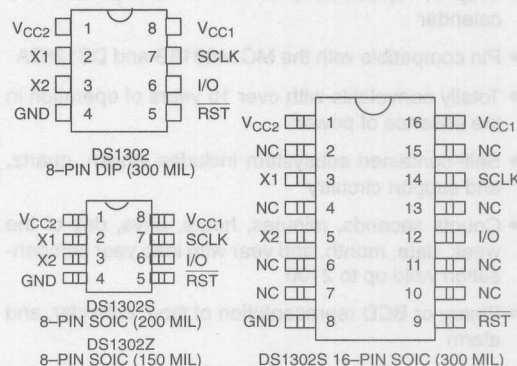 VCC2 1 8 VCC1
X1 2 7 SCLK
X2 3 6 I/O
GND 4 5 RST
DS1302
8–PIN DIP (300 MIL)
VCC2 1 8 VCC1
X1 2 7 SCLK
X2 3 6 I/O
GND 4 5 RST
DS1302S
8–PIN SOIC (200 MIL)
DS1302Z
8–PIN SOIC (150 MIL)
VCC2 1 16 VCC1
NC 2 15 NC
X1 3 14 SCLK
NC 4 13 NC
X2 5 12 I/O
NC 6 11 NC
NC 7 10 NC
GND 8 9 RST
DS1302S 16–PIN SOIC (300 MIL)
calendar
Pin compatible with the
Totally nonvolatile with over 10 years of operation in
the absence of power
Self-contained subsystem includes quartz,
and support circuitry
Counts seconds, minutes, hours, days, day of the
week, date, month, and year with leap year
valid up to 2100
Binary or BCD representation of time, calendar, and
alarm